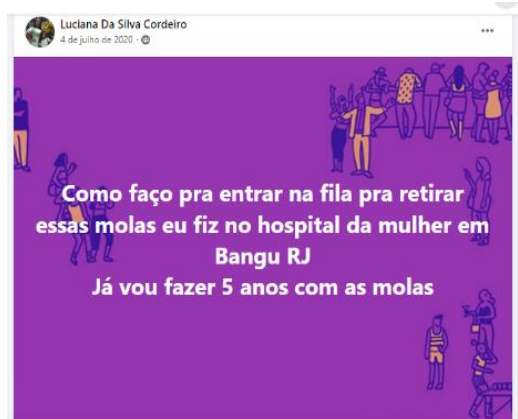 Luciana Da Silva Cordeiro
4 de julho de 2020 ·
Como faço pra entrar na fila pra retirar
essas molas eu fiz no hospital da mulher em
Bangu RJ
Já vou fazer 5 anos com as molas